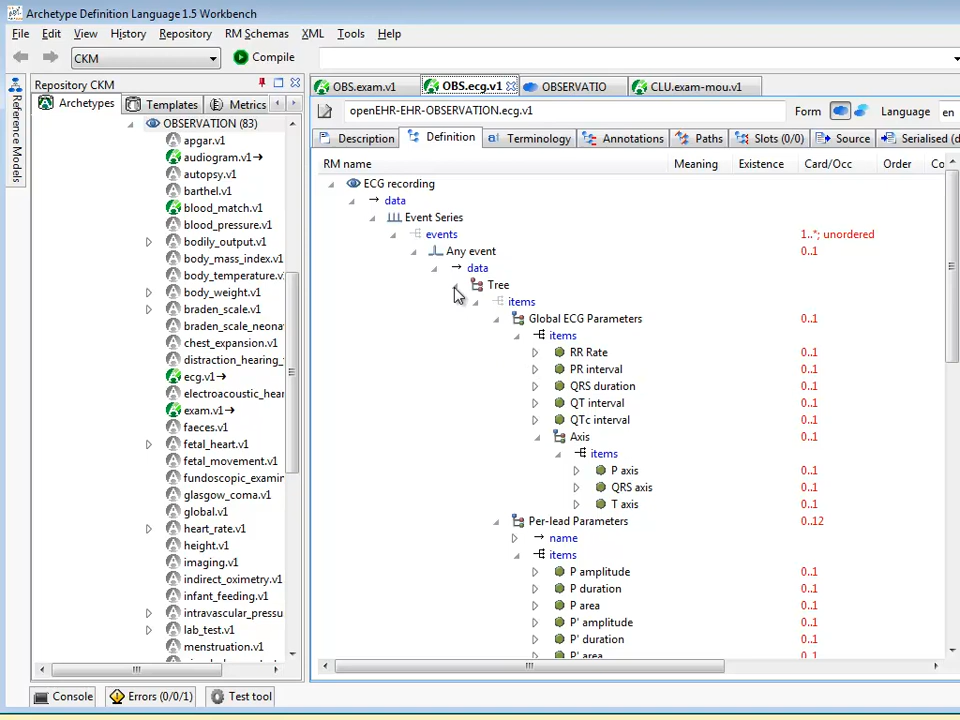 Archetype Definition Language 1.5 Workbench
File Edit View History Repository RM Schemas XML Tools Help
CKM Compile
Reference Models
Repository CKM
Archetypes Templates Metrics
OBSERVATION (83)
apgar.v1
audiogram.v1
autopsy.v1
barthel.v1
blood_match.v1
blood_pressure.v1
bodily_output.v1
body_mass_index.v1
body_temperature.v
body_weight.v1
braden_scale.v1
braden_scale_neona
chest_expansion.v1
distraction_hearing_
ecg.v1
electroacoustic_hear
exam.v1
faeces.v1
fetal_heart.v1
fetal_movement.v1
fundoscopic_examin
glasgow_coma.v1
global.v1
heart_rate.v1
height.v1
imaging.v1
indirect_oximetry.v1
infant_feeding.v1
intravascular_pressu
lab_test.v1
menstruation.v1
OBS.exam.v1 OBS.ecg.v1 OBSERVATIO CLU.exam-mou.v1
openEHR-EHR-OBSERVATION.ecg.v1 Form Language en
Description Definition Terminology Annotations Paths Slots (0/0) Source Serialised (d
RM name Meaning Existence Card/Occ Order Co
ECG recording
data
Event Series
events 1..*; unordered
Any event 0..1
data
Tree
items
Global ECG Parameters 0..1
items
RR Rate 0..1
PR interval 0..1
QRS duration 0..1
QT interval 0..1
QTc interval 0..1
Axis 0..1
items
P axis 0..1
QRS axis 0..1
T axis 0..1
Per-lead Parameters 0..12
name
items
P amplitude 0..1
P duration 0..1
P area 0..1
P' amplitude 0..1
P' duration 0..1
P' area 0..1
Console Errors (0/0/1) Test tool